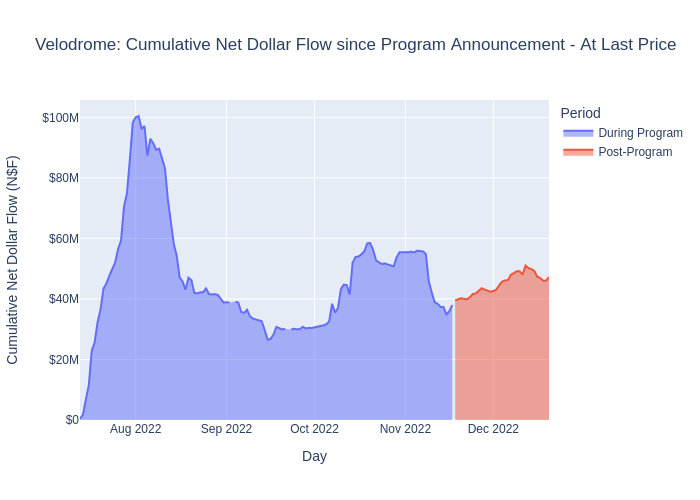 Velodrome: Cumulative Net Dollar Flow since Program Announcement - At Last Price
Cumulative Net Dollar Flow (N$F)
$100M
$80M
$60M
$40M
$20M
$0
Aug 2022
Sep 2022
Oct 2022
Nov 2022
Dec 2022
Day
Period
During Program
Post-Program